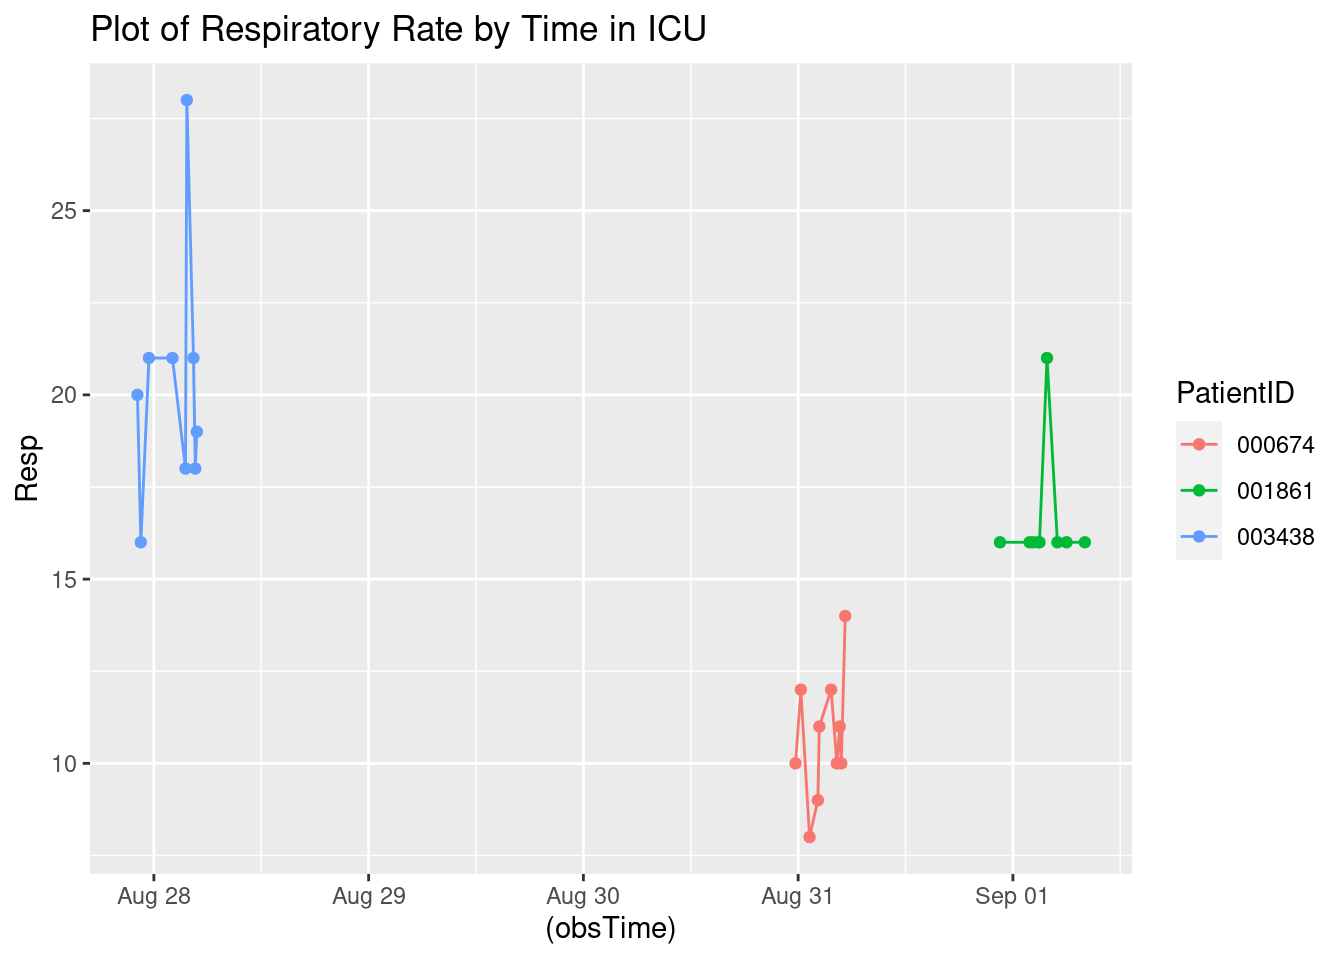 Plot of Respiratory Rate by Time in ICU
25
20
15
10
Resp
Aug 28 Aug 29 Aug 30 Aug 31 Sep 01
(obsTime)
PatientID
000674
001861
003438